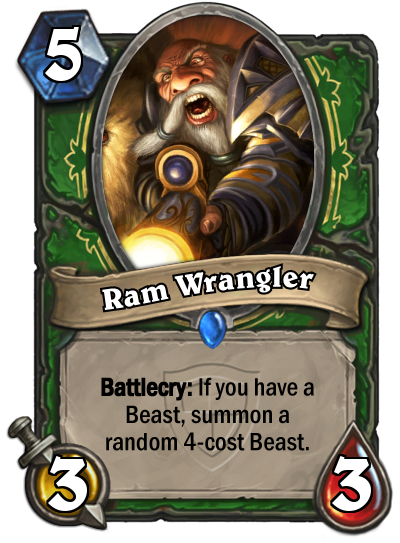 5
Ram Wrangler
Battlecry: If you have a
Beast, summon a
random 4-cost Beast.
3
3